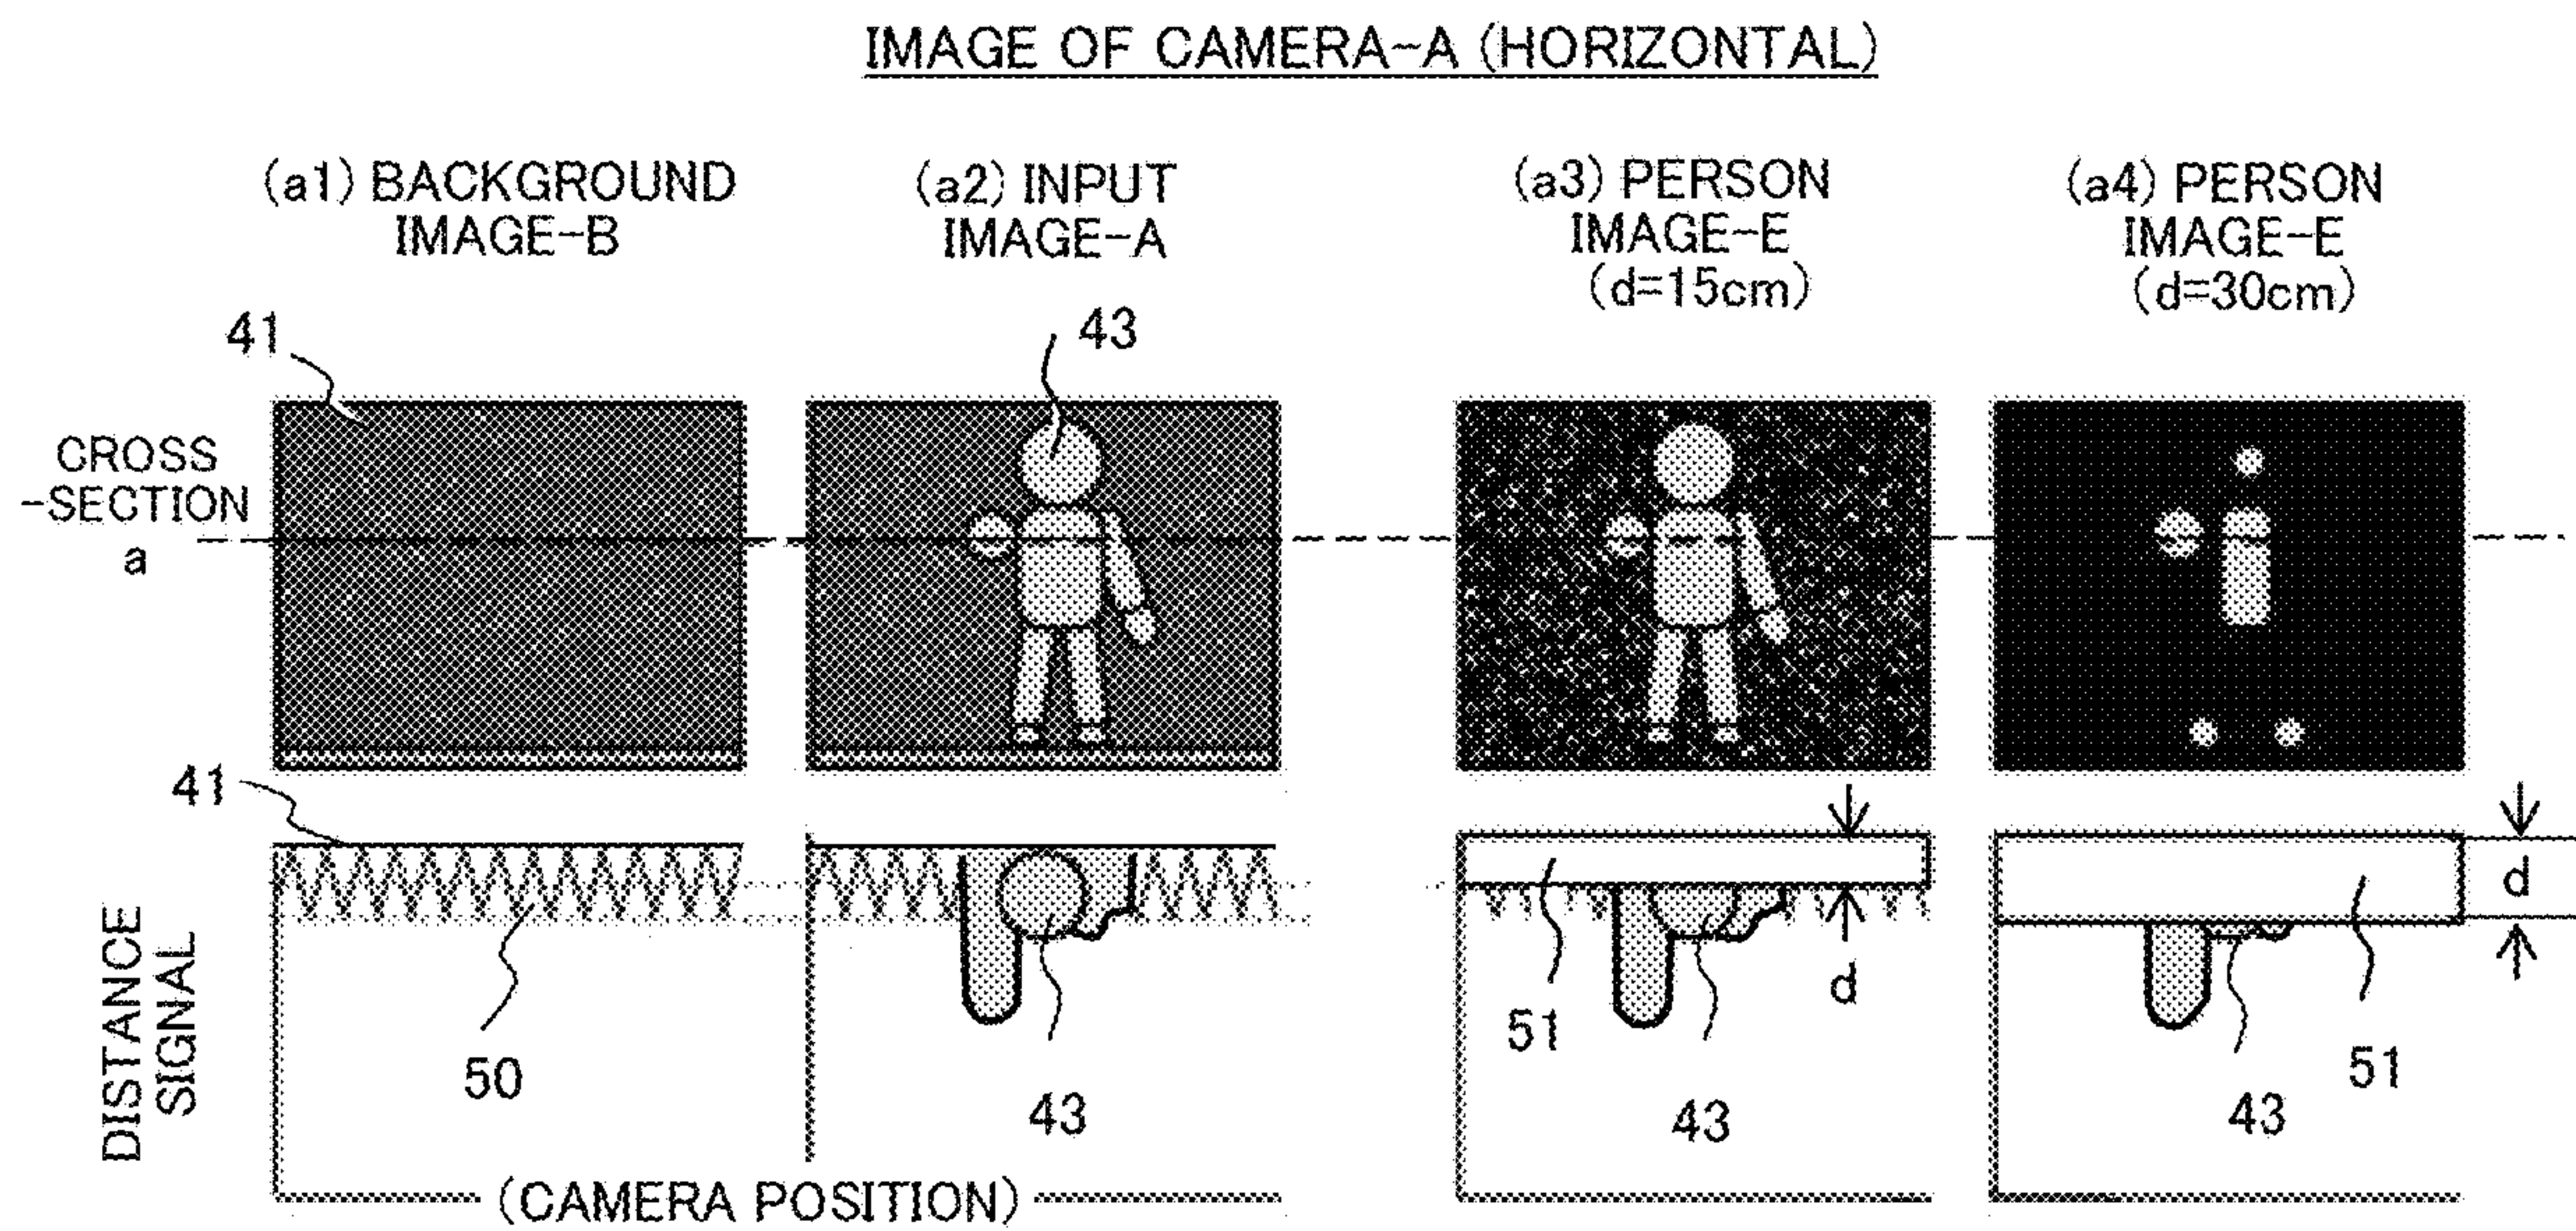 IMAGE OF CAMERA-A (HORIZONTAL)
(a1) BACKGROUND
IMAGE-B
(a2) INPUT
IMAGE-A
(a3) PERSON
IMAGE-E
(d=15cm)
(a4) PERSON
IMAGE-E
(d=30cm)
41
43
CROSS
-SECTION
a
41
DISTANCE
SIGNAL
50
43
51
43
d
43
51
d
(CAMERA POSITION)